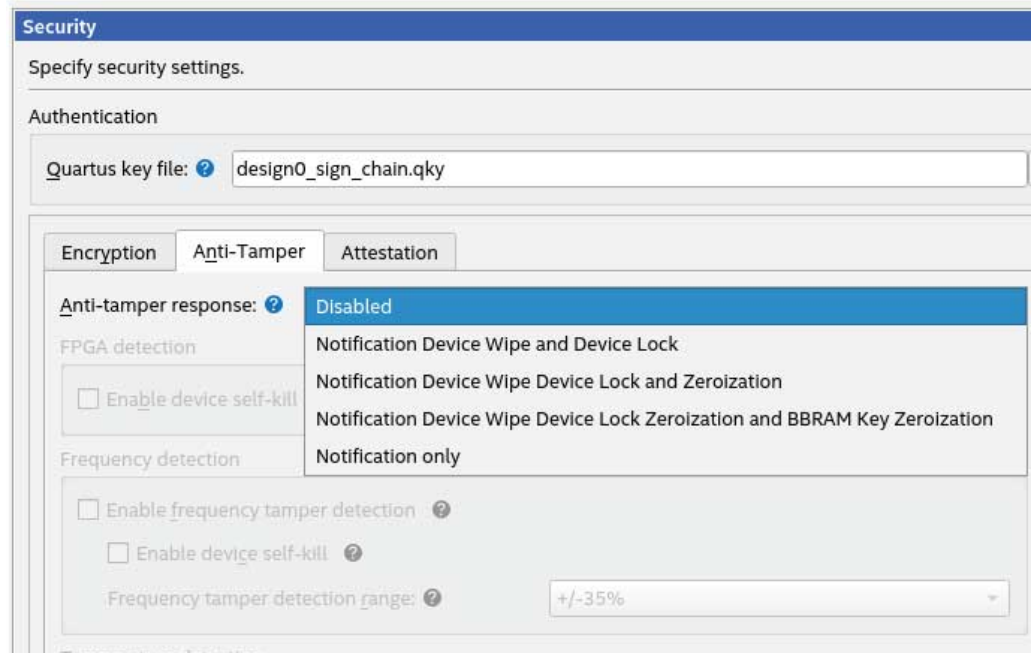 Security
Specify security settings.
Authentication
Quartus key file: ? design0_sign_chain.qky
Encryption Anti-Tamper Attestation
Anti-tamper response: ? Disabled
Notification Device Wipe and Device Lock
Notification Device Wipe Device Lock and Zeroization
Notification Device Wipe Device Lock Zeroization and BBRAM Key Zeroization
Notification only
FPGA detection
Enable device self-kill
Frequency detection
Enable frequency tamper detection ?
Enable device self-kill ?
Frequency tamper detection range: ? +/-35%